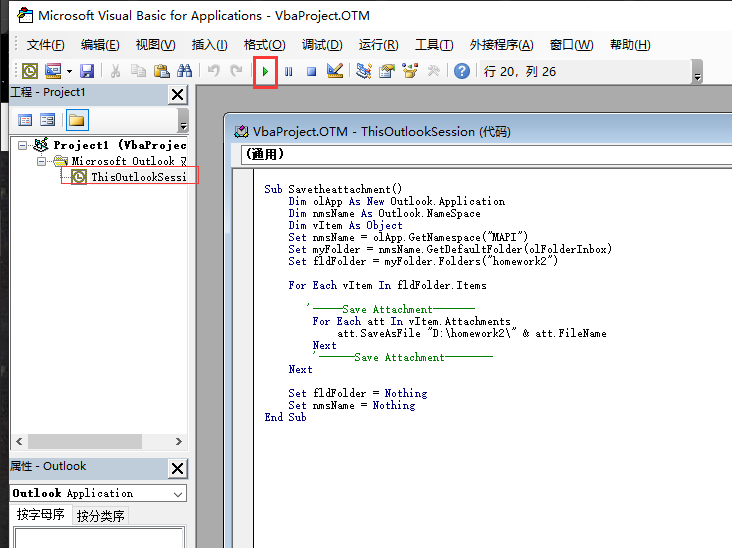 Microsoft Visual Basic for Applications - VbaProject.OTM
文件(F) 编辑(E) 视图(V) 插入(I) 格式(O) 调试(D) 运行(R) 工具(T) 外接程序(A) 窗口(W) 帮助(H)
行 20，列 26
工程 - Project1
Project1 (VbaProjec
Microsoft Outlook
ThisOutlookSessi
VbaProject.OTM - ThisOutlookSession (代码)
(通用)
Sub Savetheattachment()
Dim olApp As New Outlook.Application
Dim nmsName As Outlook.NameSpace
Dim vItem As Object
Set nmsName = olApp.GetNamespace("MAPI")
Set myFolder = nmsName.GetDefaultFolder(olFolderInbox)
Set fldFolder = myFolder.Folders("homework2")
For Each vItem In fldFolder.Items
'-----Save Attachment-------
For Each att In vItem.Attachments
att.SaveAsFile "D:\homework2\" & att.FileName
Next
'------Save Attachment--------
Next
Set fldFolder = Nothing
Set nmsName = Nothing
End Sub
属性 - Outlook
Outlook Application
按字母序 按分类序